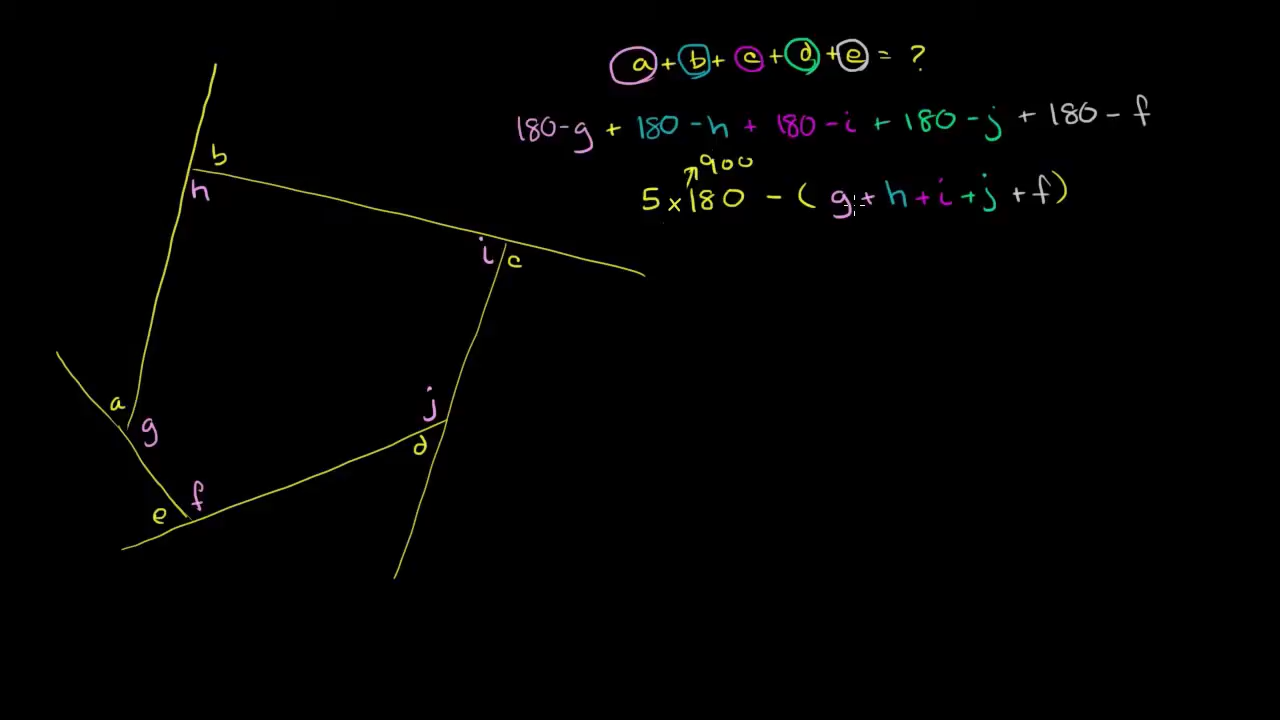 a + b + c + d + e = ?
180-g + 180-h + 180-i + 180-j + 180-f
900
5 x 180 - ( g + h + i + j + f )
b
h
i c
a
g
j
d
f
e